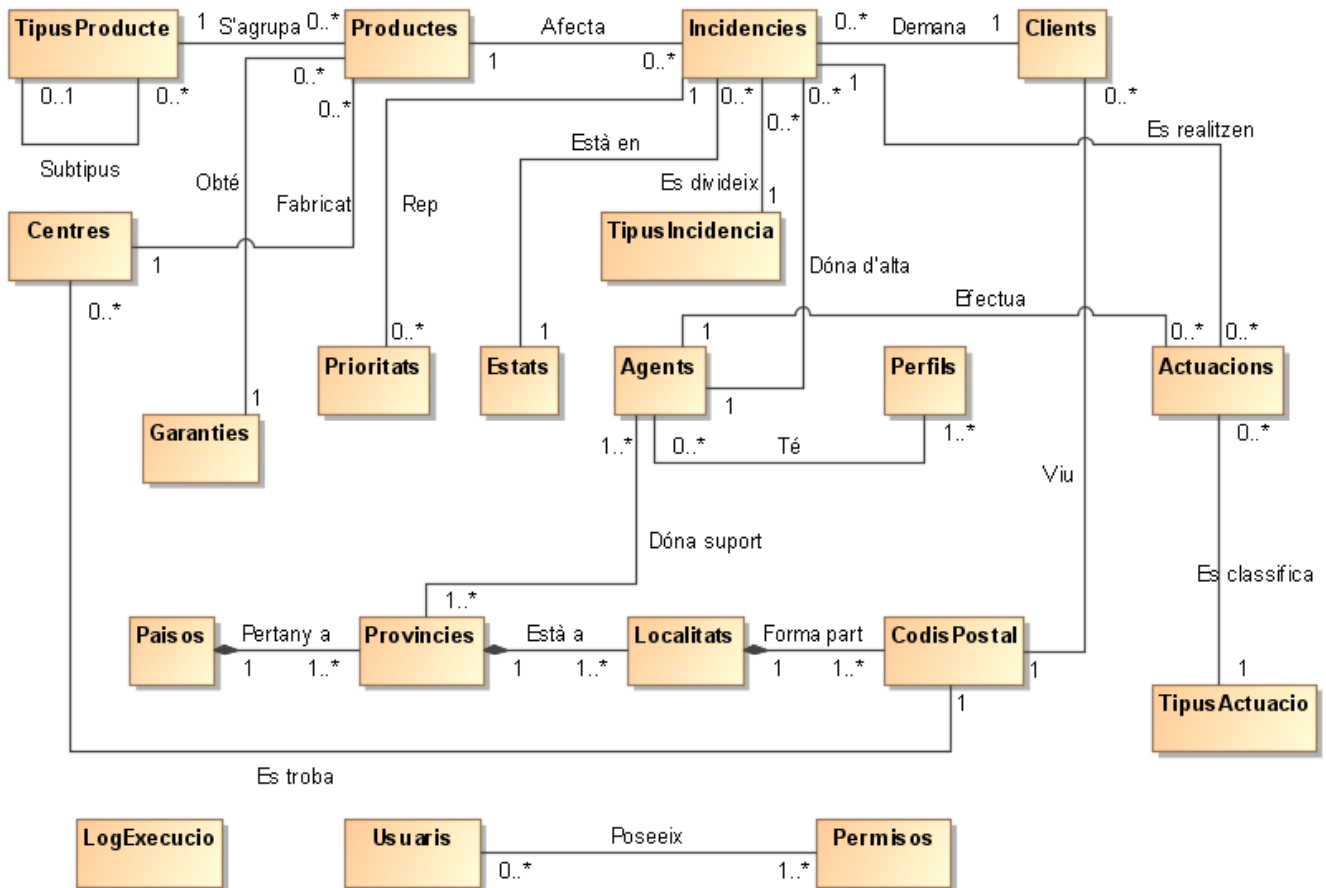 TipusProducte 1 S'agrupa 0..* Productes Afecta Incidencies 0..* Demana 1 Clients
1 0..*
0..1 0..* 0..* 0..* 1 0..* 0..* 0..* 1 0..*
Es realitzen
Està en
Subtipus Obté Es divideix
Fabricat Rep 1
Centres TipusIncidencia
1 Dóna d'alta
0..* Efectua
0..* 1 1 0..* 0..*
Prioritats Estats Agents Perfils Actuacions
1 1
Garanties 1..* 0..* Té 1..* 0..*
Viu
Dóna suport
Es classifica
1..*
Paisos Pertany a Provincies Està a Localitats Forma part CodisPostal
1 1..* 1 1..* 1 1..* 1 1
1 TipusActuacio
Es troba
LogExecucio Usuaris Poseeix Permisos
0..* 1..*